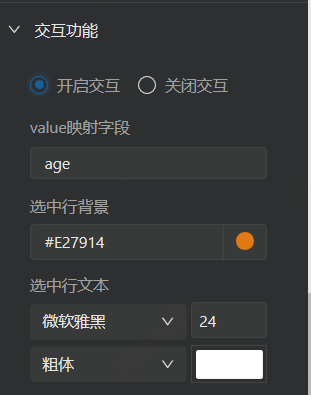 交互功能
开启交互 关闭交互
value映射字段
age
选中行背景
#E27914
选中行文本
微软雅黑 24
粗体